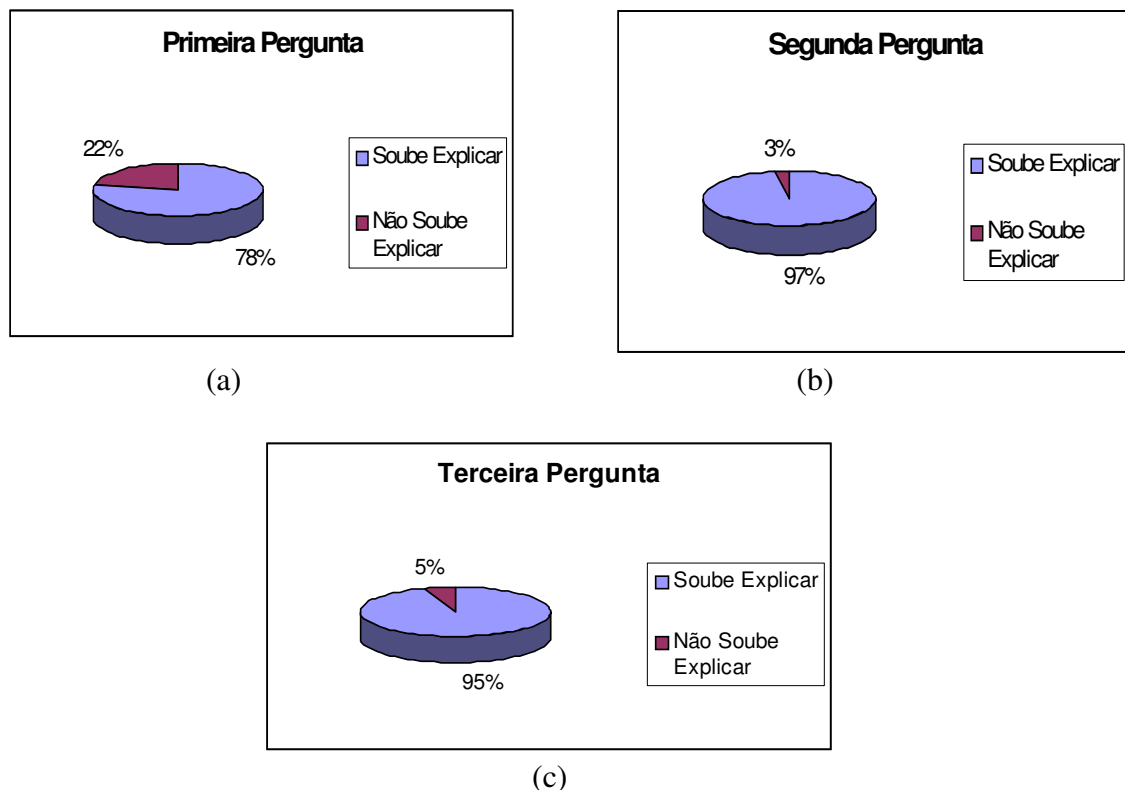 Primeira Pergunta
22%
78%
Soube Explicar
Não Soube
Explicar
(a)
Segunda Pergunta
3%
97%
Soube Explicar
Não Soube
Explicar
(b)
Terceira Pergunta
5%
95%
Soube Explicar
Não Soube
Explicar
(c)